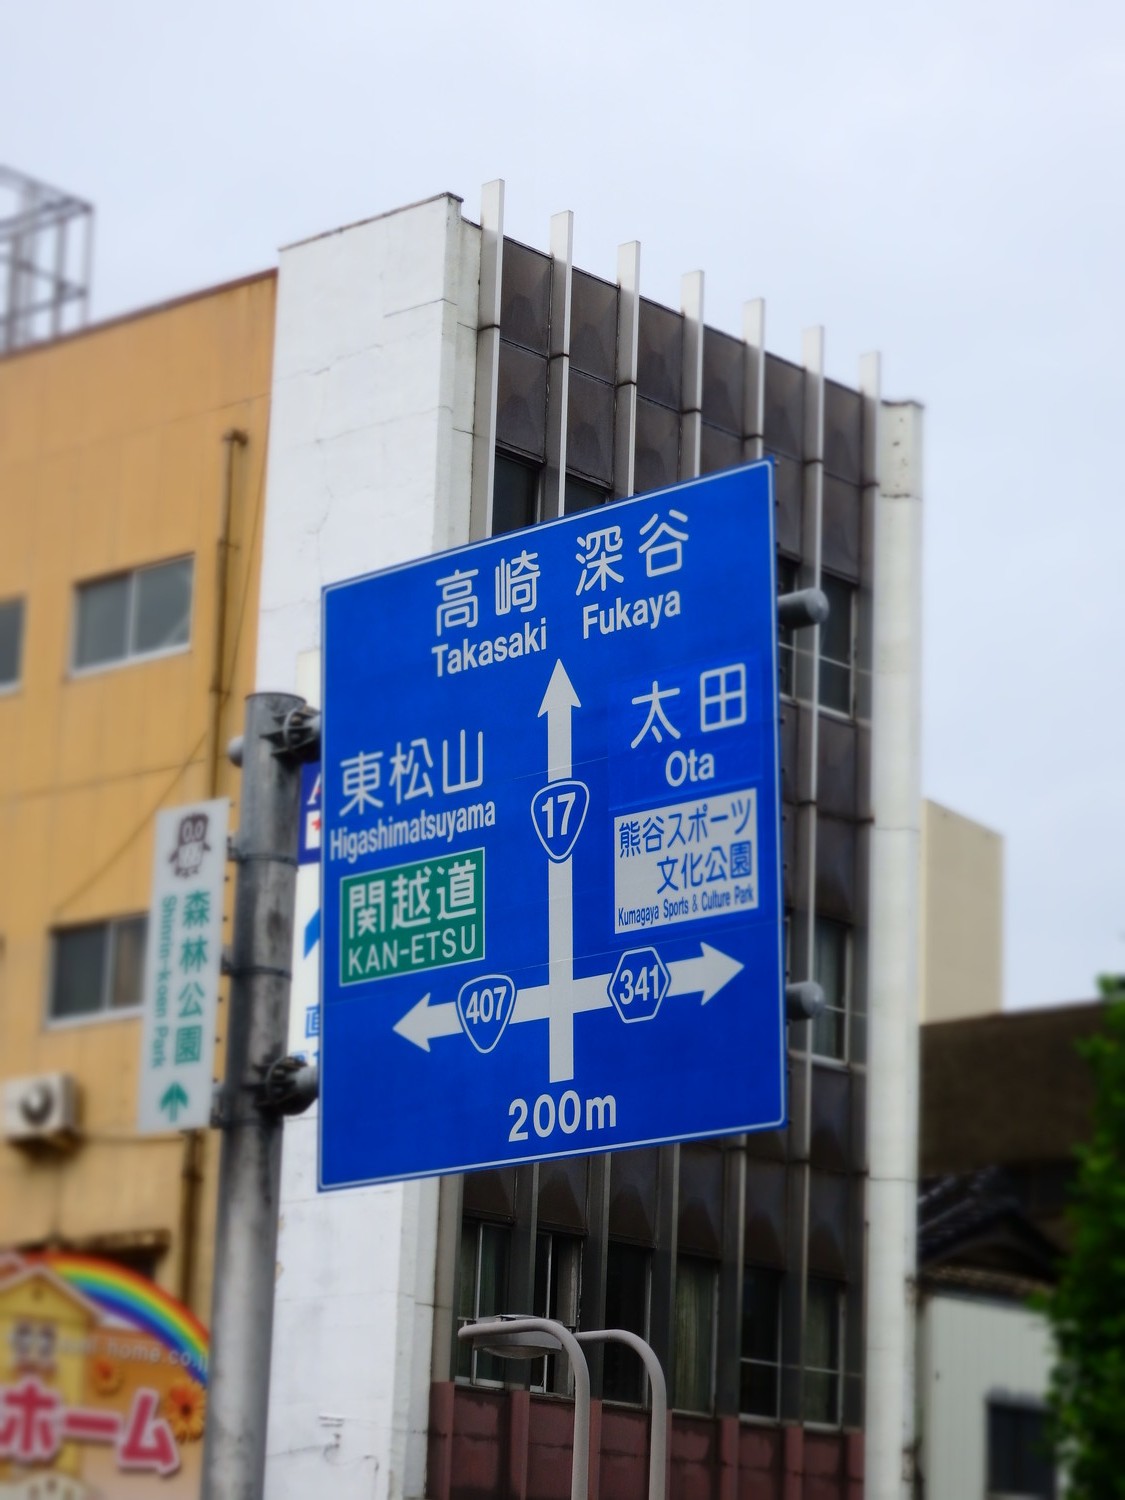 高崎 深谷
Takasaki Fukaya
太田
Ota
東松山
Higashimatsuyama
17
熊谷スポーツ
文化公園
Kumagaya Sports & Culture Park
関越道
KAN-ETSU
407
341
200m
森林公園
Shinrin-koen Park
ホーム